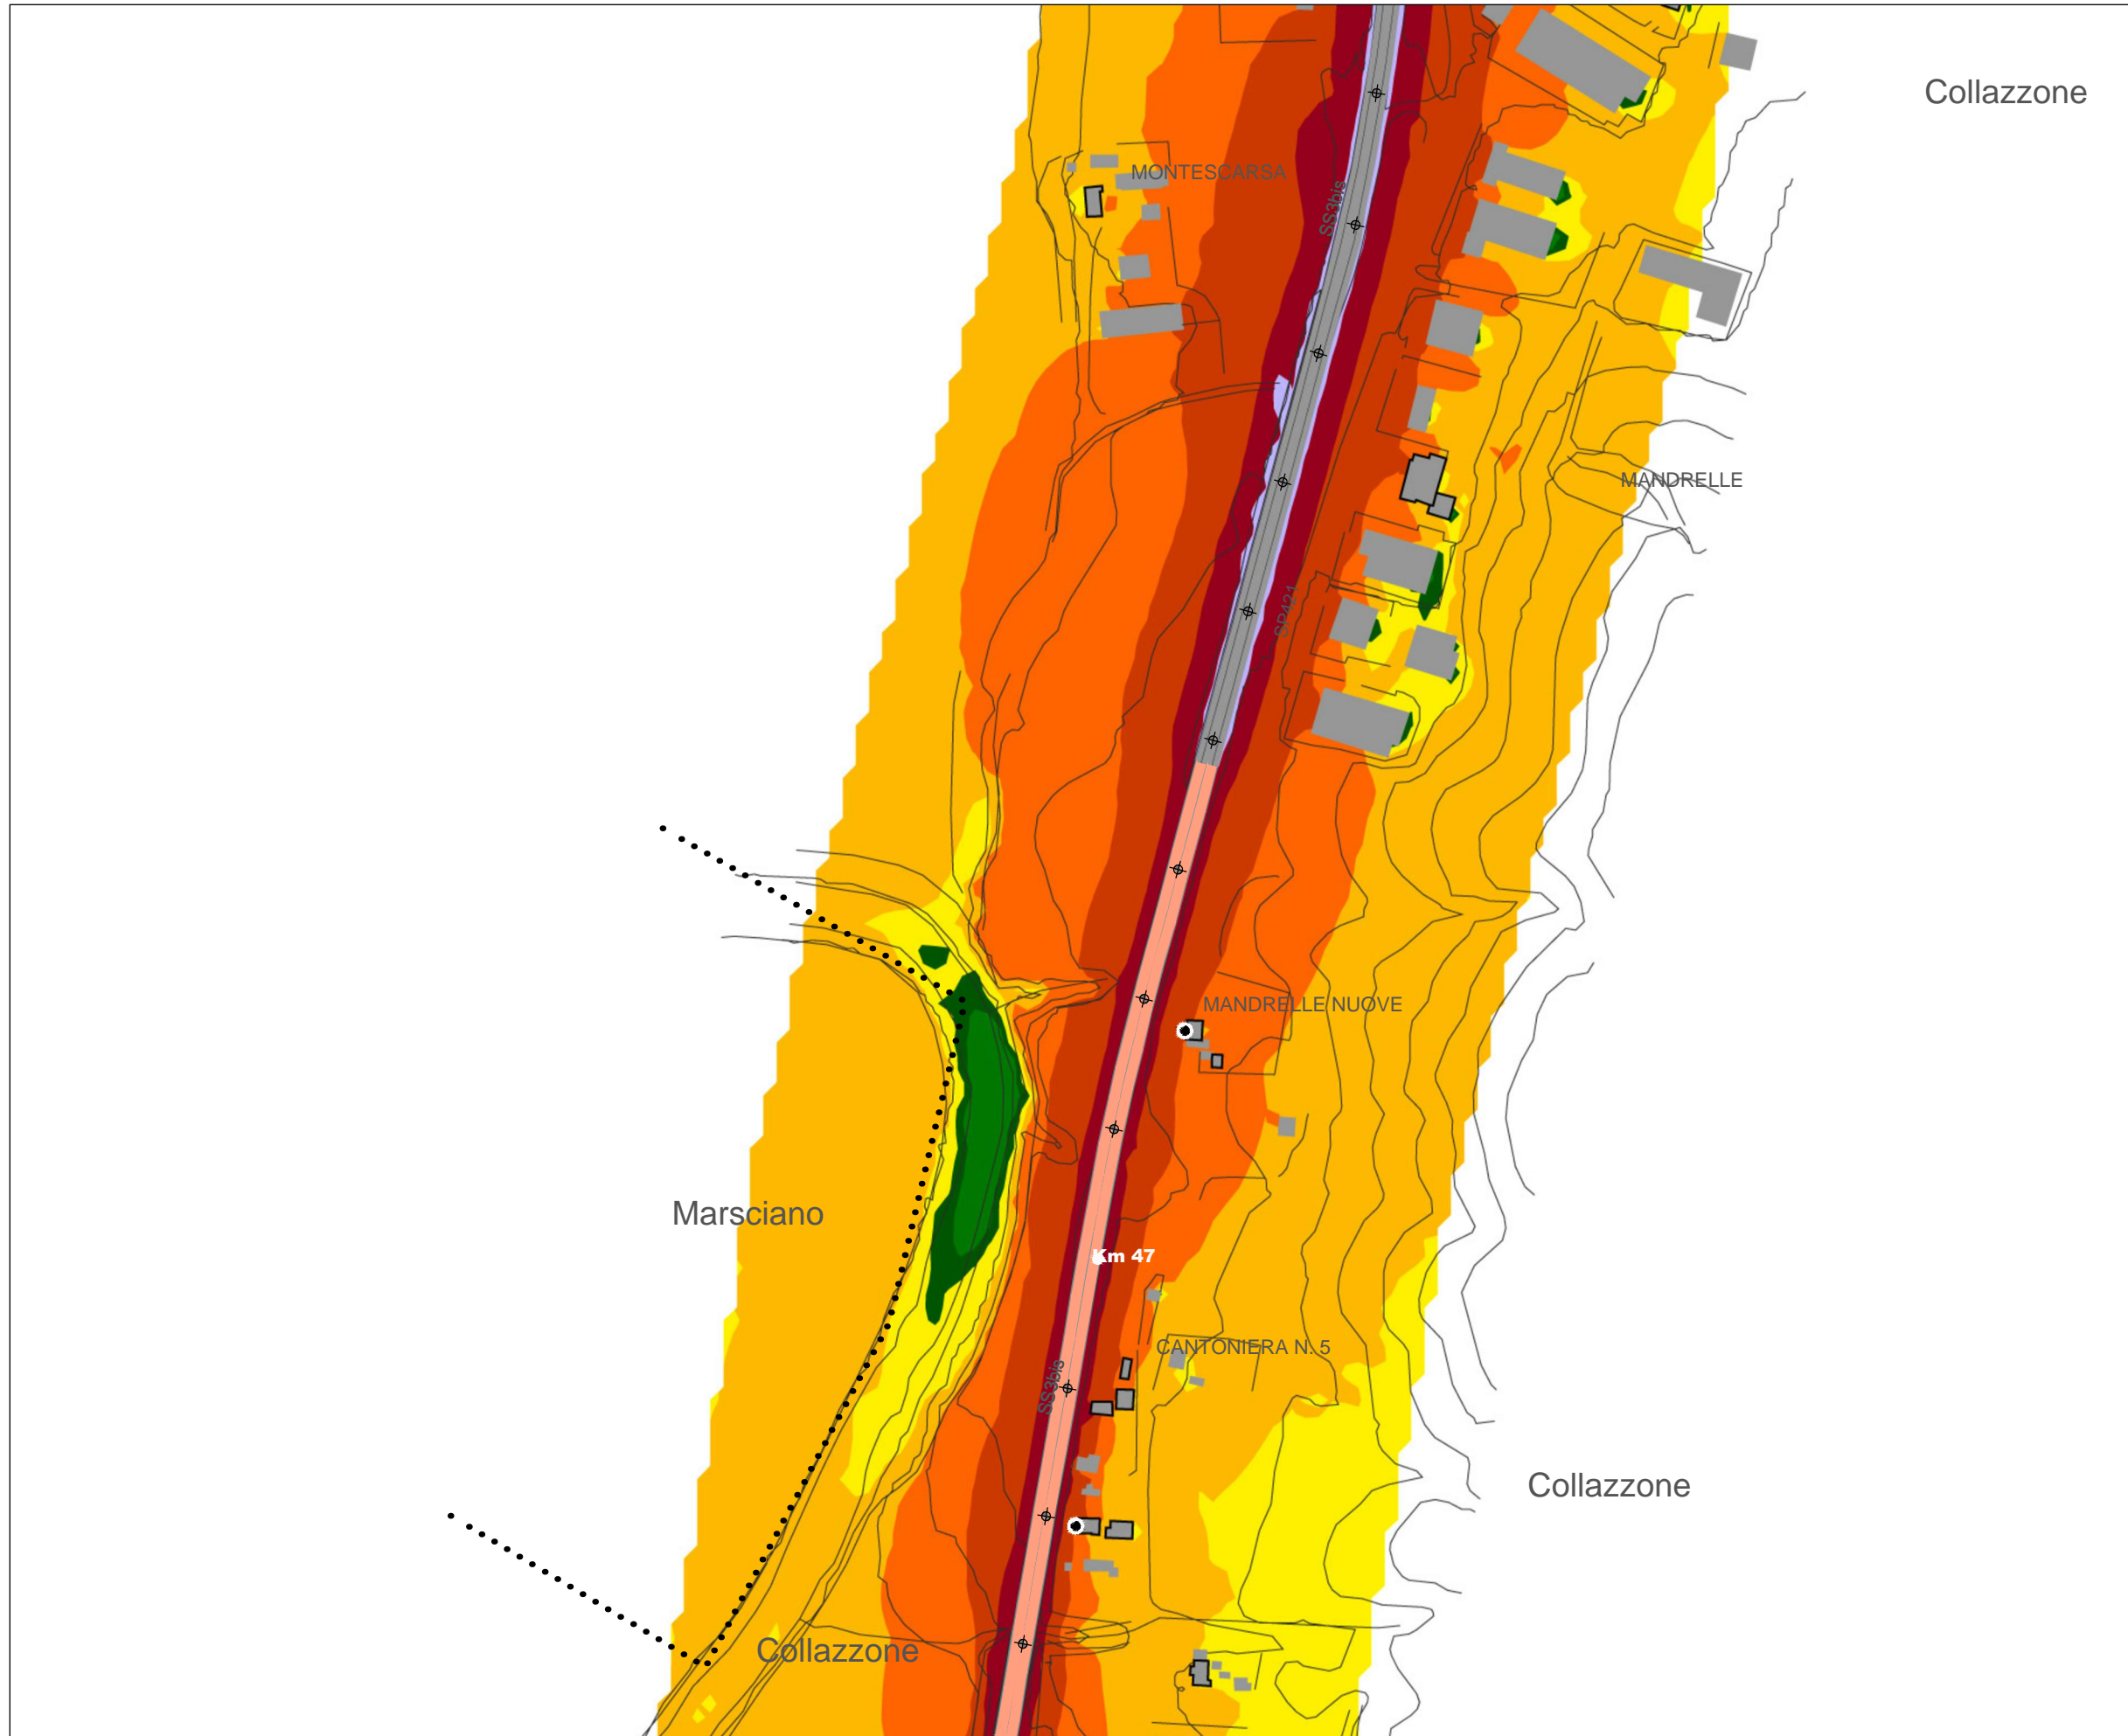 Collazzone
MONTESCARSA
SS3bis
MANDRELLE
SP421
MANDRELLE NUOVE
Marsciano
Km 47
CANTONIERA N. 5
SS3bis
Collazzone
Collazzone